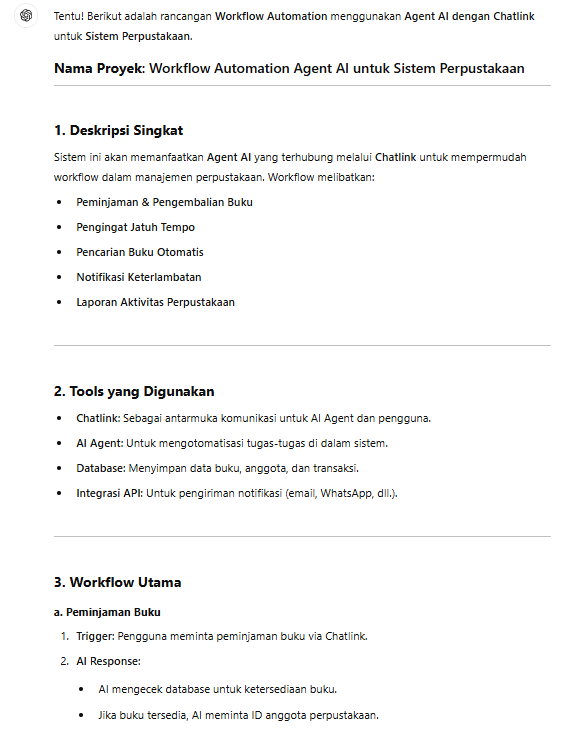 Tentu! Berikut adalah rancangan Workflow Automation menggunakan Agent AI dengan Chatlink
untuk Sistem Perpustakaan.
Nama Proyek: Workflow Automation Agent AI untuk Sistem Perpustakaan
1. Deskripsi Singkat
Sistem ini akan memanfaatkan Agent AI yang terhubung melalui Chatlink untuk mempermudah
workflow dalam manajemen perpustakaan. Workflow melibatkan:
• Peminjaman & Pengembalian Buku
• Pengingat Jatuh Tempo
• Pencarian Buku Otomatis
• Notifikasi Keterlambatan
• Laporan Aktivitas Perpustakaan
2. Tools yang Digunakan
• Chatlink: Sebagai antarmuka komunikasi untuk AI Agent dan pengguna.
• AI Agent: Untuk mengotomatisasi tugas-tugas di dalam sistem.
• Database: Menyimpan data buku, anggota, dan transaksi.
• Integrasi API: Untuk pengiriman notifikasi (email, WhatsApp, dll.).
3. Workflow Utama
a. Peminjaman Buku
1. Trigger: Pengguna meminta peminjaman buku via Chatlink.
2. AI Response:
• AI mengecek database untuk ketersediaan buku.
• Jika buku tersedia, AI meminta ID anggota perpustakaan.